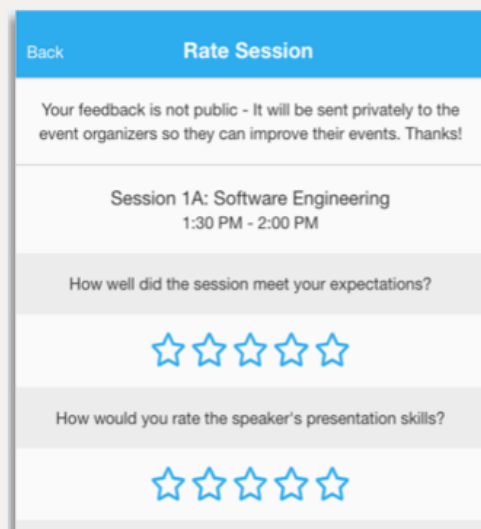 Back
Rate Session
Your feedback is not public - It will be sent privately to the
event organizers so they can improve their events. Thanks!
Session 1A: Software Engineering
1:30 PM - 2:00 PM
How well did the session meet your expectations?
How would you rate the speaker's presentation skills?